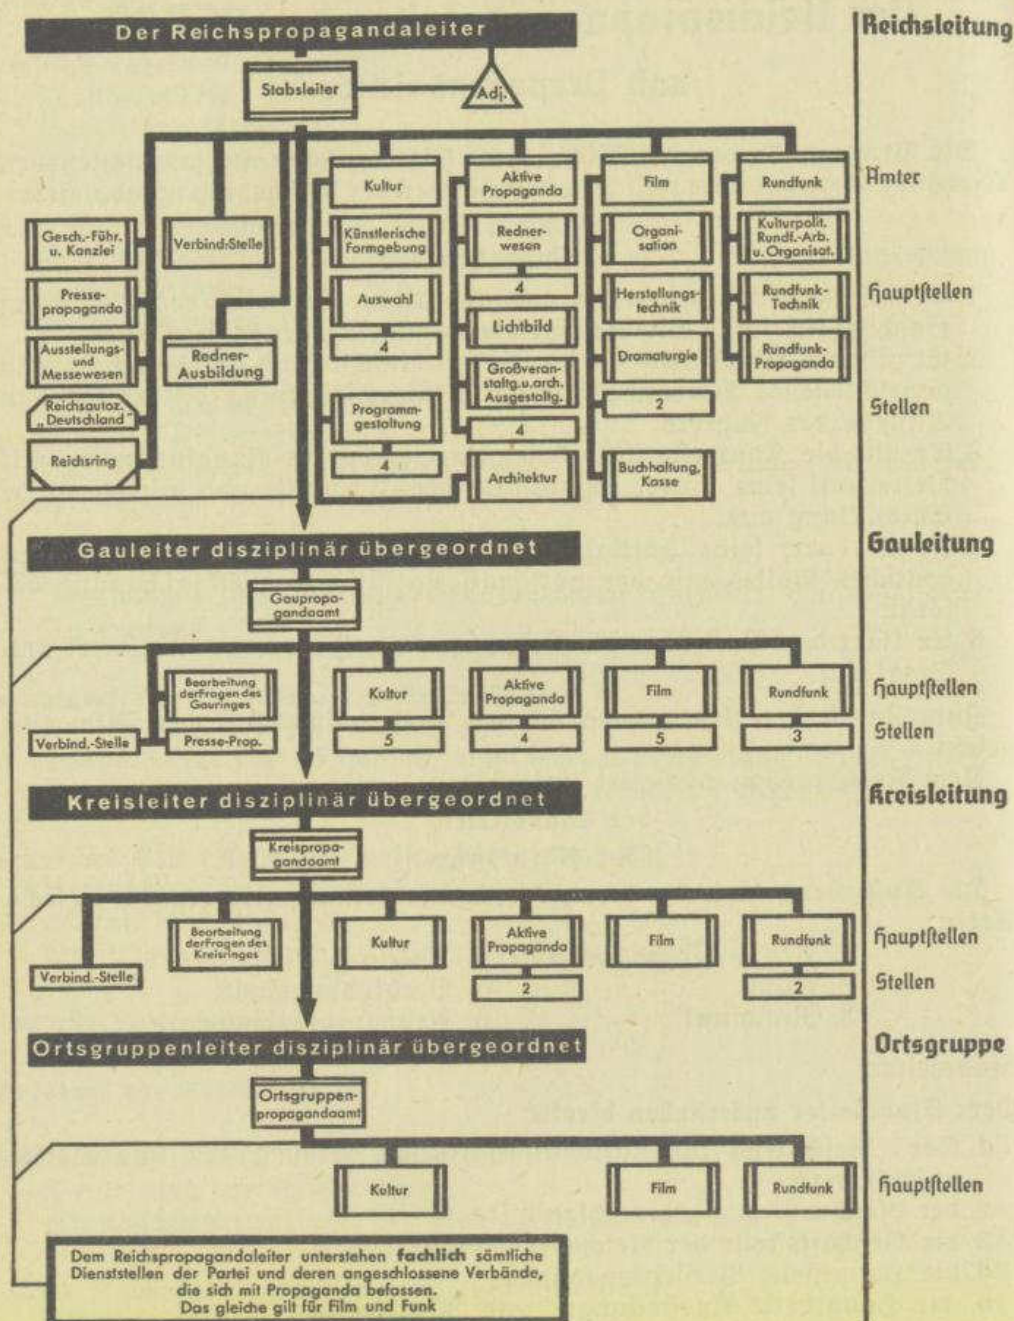 Der Reichspropagandaleiter
Reichsleitung
Stabsleiter
Adj.
Kultur
Aktive
Propaganda
Film
Rundfunk
Ämter
Gesch.-Führ.
u. Kanzlei
Verbind.-Stelle
Künstlerische
Formgebung
Redner-
wesen
4
Organi-
sation
Kulturpolit.
Rundf.-Arb.
u. Organisat.
Presse-
propaganda
Auswahl
4
Lichtbild
Herstellungs-
technik
Rundfunk-
Technik
Hauptstellen
Ausstellungs-
und
Messewesen
Redner-
Ausbildung
Großveran-
staltg. u. arch.
Ausgestaltg.
4
Dramaturgie
2
Rundfunk-
Propaganda
Reichsautoz.
„Deutschland"
Programm-
gestaltung
4
Stellen
Reichsring
Architektur
Buchhaltung,
Kasse
Gauleiter disziplinär übergeordnet
Gauleitung
Gaupropa-
gandaamt
Bearbeitung
der Fragen des
Gauringes
Kultur
Aktive
Propaganda
Film
Rundfunk
Hauptstellen
Verbind.-Stelle
Presse-Prop.
5
4
5
3
Stellen
Kreisleiter disziplinär übergeordnet
Kreisleitung
Kreispropa-
gandaamt
Bearbeitung
der Fragen des
Kreisringes
Kultur
Aktive
Propaganda
Film
Rundfunk
Hauptstellen
Verbind.-Stelle
2
2
Stellen
Ortsgruppenleiter disziplinär übergeordnet
Ortsgruppe
Ortsgruppen-
propagandaamt
Kultur
Film
Rundfunk
Hauptstellen
Dem Reichspropagandaleiter unterstehen fachlich sämtliche
Dienststellen der Partei und deren angeschlossene Verbände,
die sich mit Propaganda befassen.
Das gleiche gilt für Film und Funk